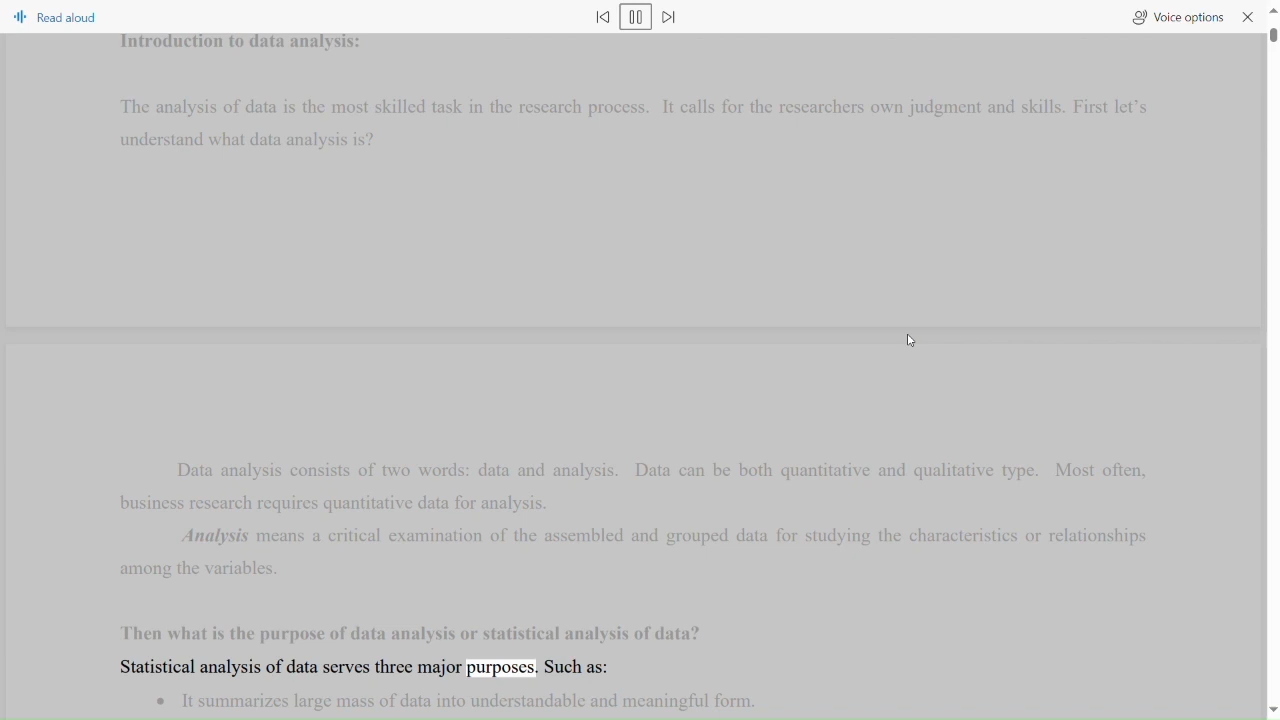 Read aloud
Voice options
Introduction to data analysis:
The analysis of data is the most skilled task in the research process. It calls for the researchers own judgment and skills. First let’s
understand what data analysis is?
Data analysis consists of two words: data and analysis. Data can be both quantitative and qualitative type. Most often,
business research requires quantitative data for analysis.
Analysis means a critical examination of the assembled and grouped data for studying the characteristics or relationships
among the variables.
Then what is the purpose of data analysis or statistical analysis of data?
Statistical analysis of data serves three major purposes. Such as:
• It summarizes large mass of data into understandable and meaningful form.